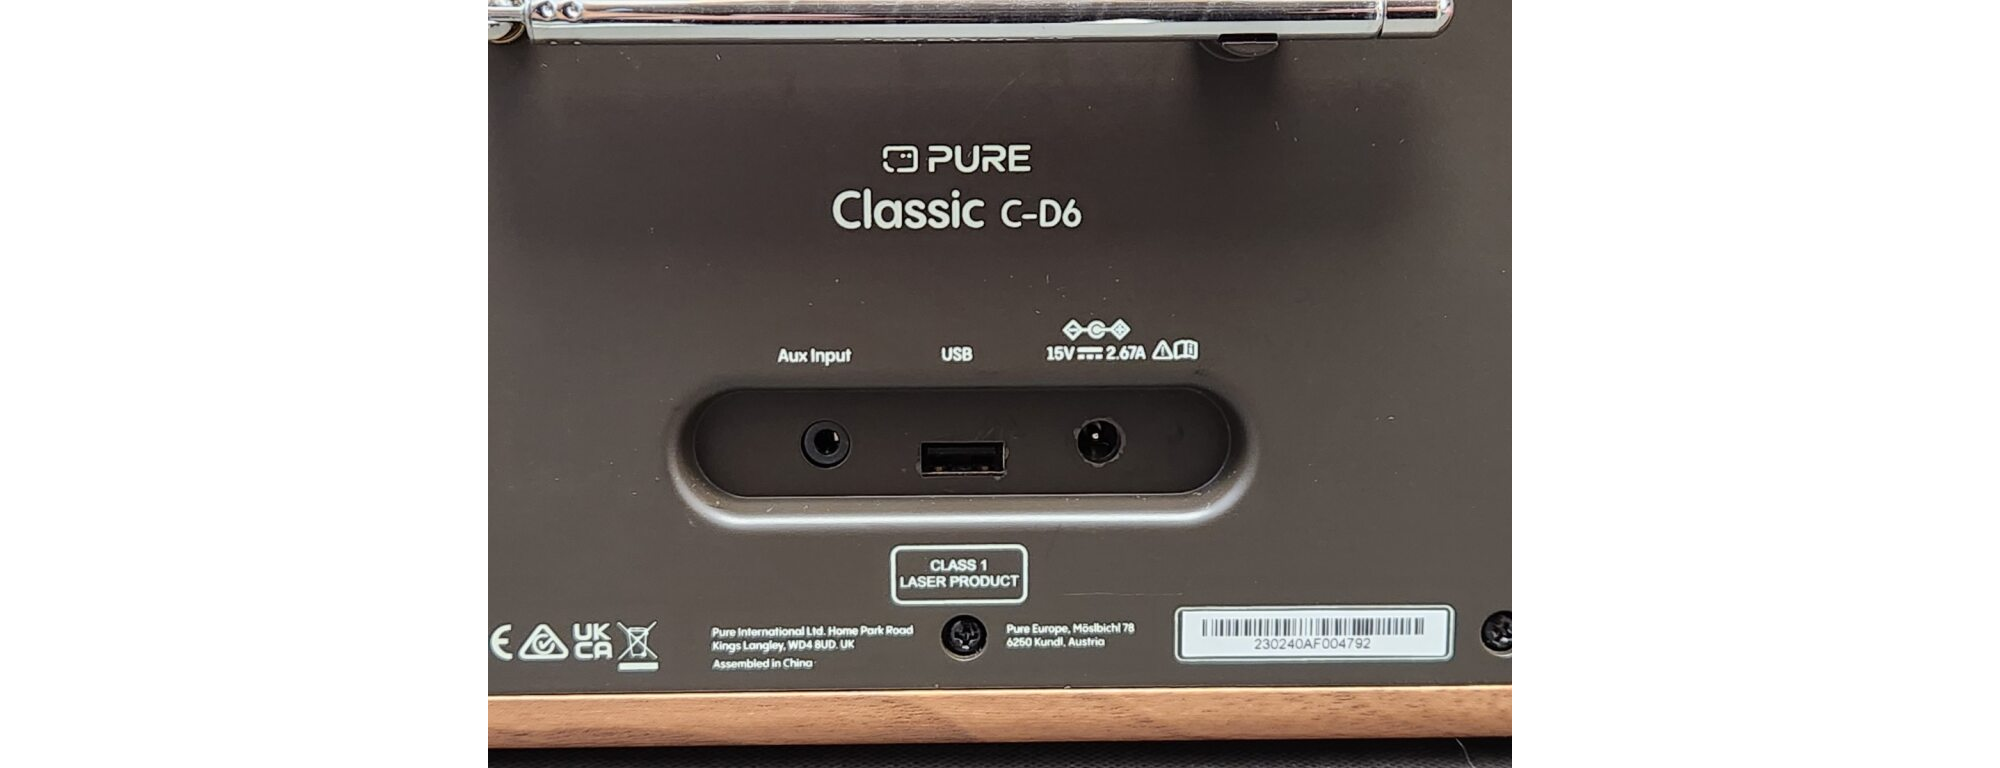 PURE
Classic C-D6
Aux Input
USB
15V 2.67A
CLASS 1
LASER PRODUCT
CE
UK
CA
Pure International Ltd. Home Park Road
Kings Langley, WD4 8UD. UK
Assembled in China
Pure Europe, Möslbichl 78
6250 Kundl, Austria
230240AF004792